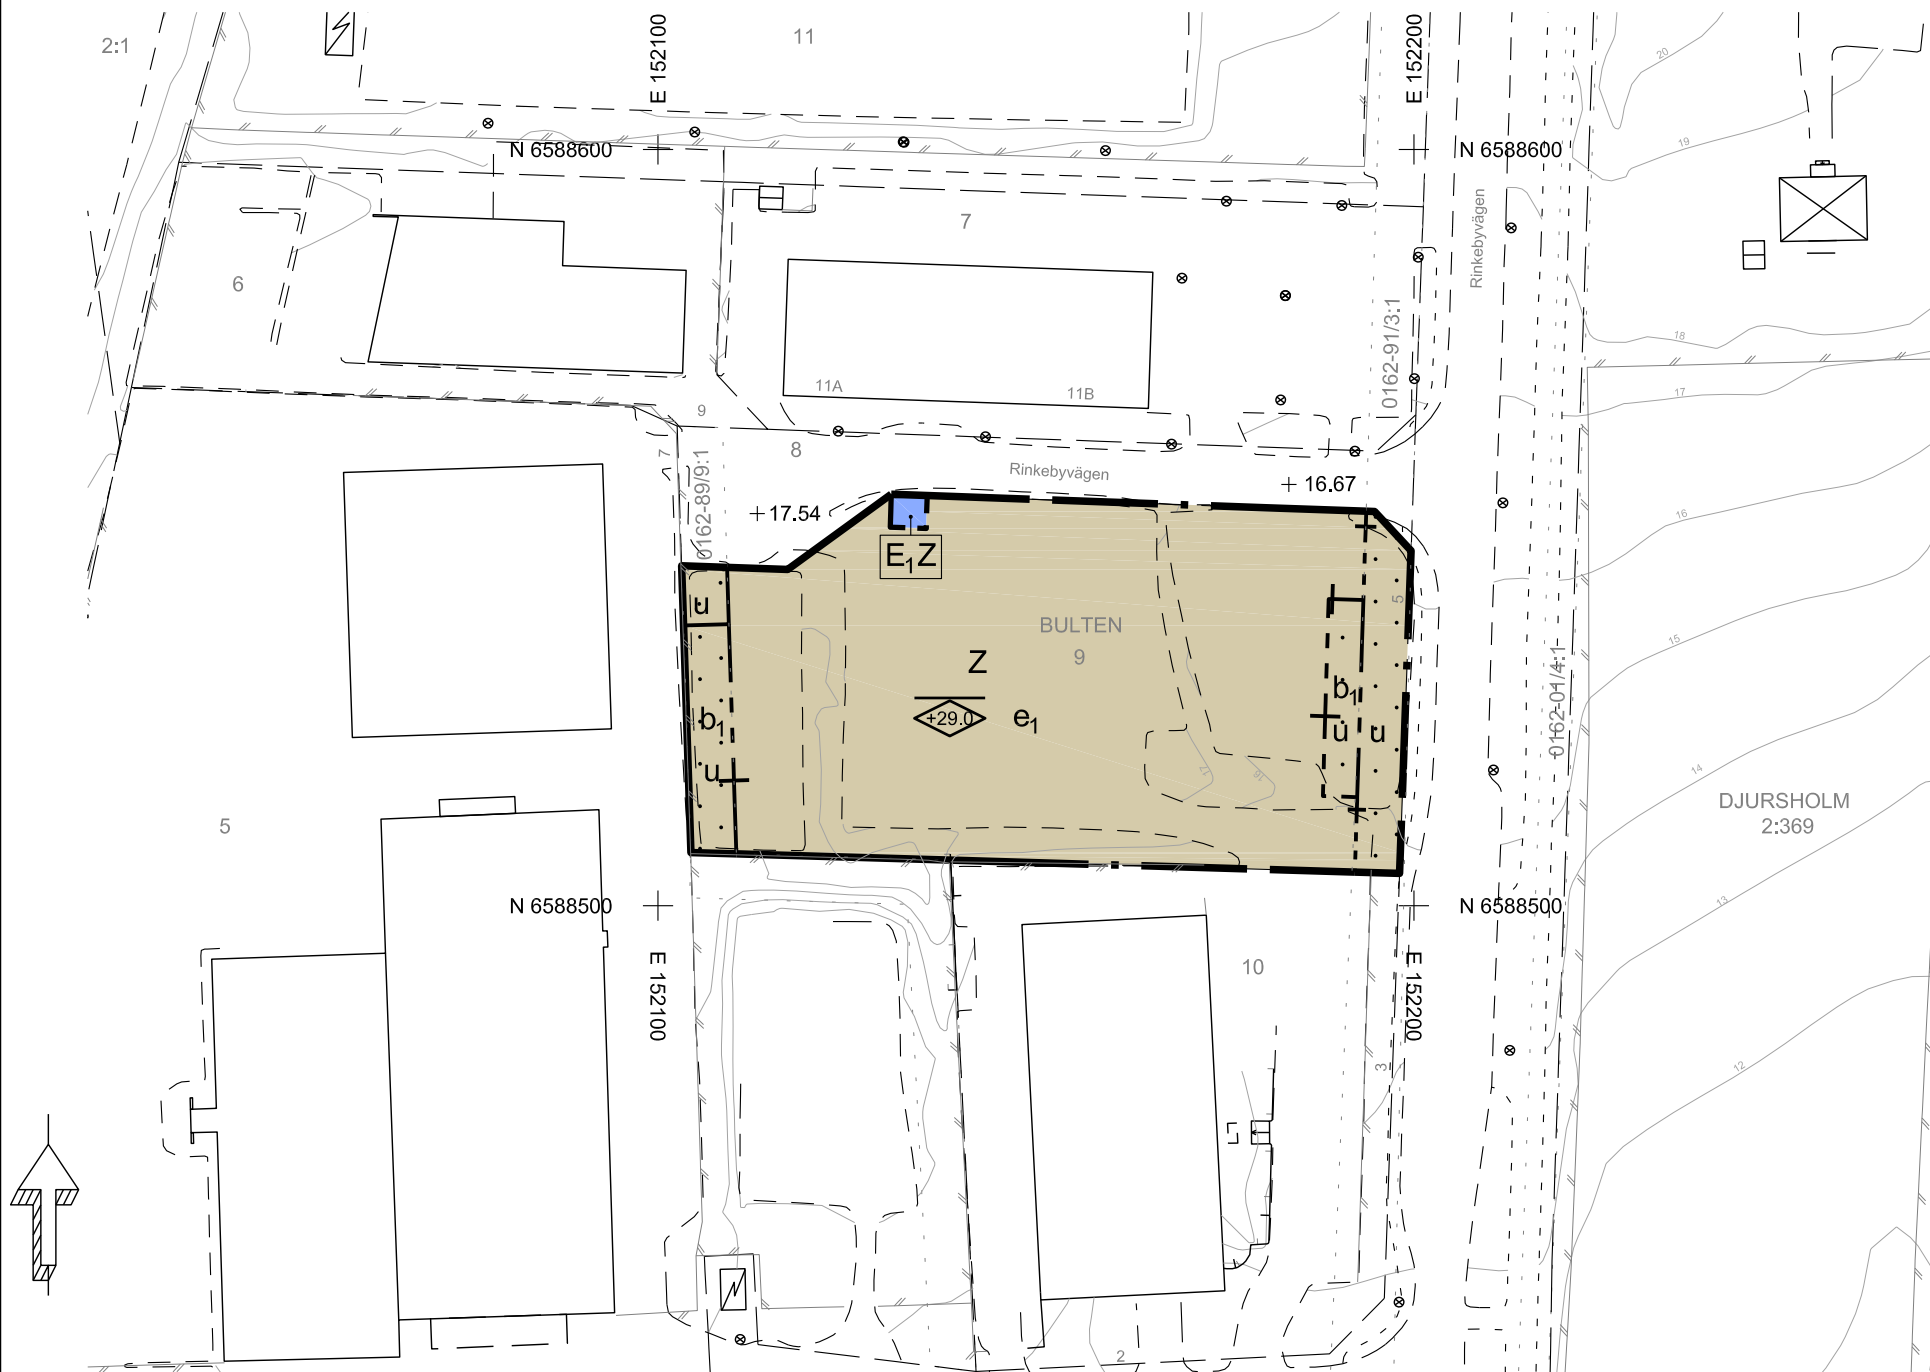 2:1
11
E 152100
E 152200
20
19
N 6588600
N 6588600
7
Rinkebyvägen
6
0162-91/3:1
18
17
11A
11B
9
8
7
0162-89/9:1
Rinkebyvägen
+ 16.67
+17.54
16
E₁Z
u
BULTEN
9
5
15
Z
0162-01/4:1
b₁
b₁
+29.0
e₁
u
u
u
17
16
14
DJURSHOLM
2:369
5
13
N 6588500
N 6588500
E 152100
E 152200
10
3
12
2